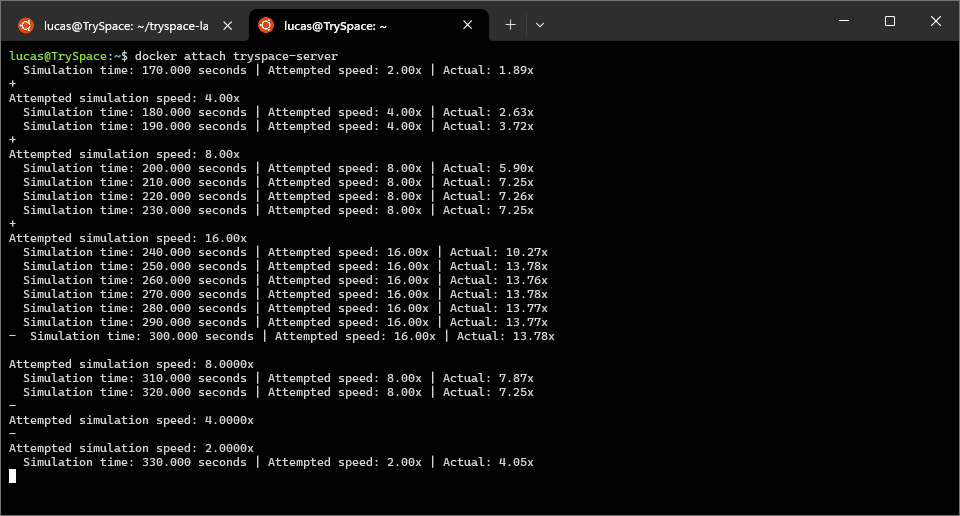 lucas@TrySpace: ~/tryspace-la
lucas@TrySpace: ~
lucas@TrySpace:~$ docker attach tryspace-server
  Simulation time: 170.000 seconds | Attempted speed: 2.00x | Actual: 1.89x
+
Attempted simulation speed: 4.00x
  Simulation time: 180.000 seconds | Attempted speed: 4.00x | Actual: 2.63x
  Simulation time: 190.000 seconds | Attempted speed: 4.00x | Actual: 3.72x
+
Attempted simulation speed: 8.00x
  Simulation time: 200.000 seconds | Attempted speed: 8.00x | Actual: 5.90x
  Simulation time: 210.000 seconds | Attempted speed: 8.00x | Actual: 7.25x
  Simulation time: 220.000 seconds | Attempted speed: 8.00x | Actual: 7.26x
  Simulation time: 230.000 seconds | Attempted speed: 8.00x | Actual: 7.25x
+
Attempted simulation speed: 16.00x
  Simulation time: 240.000 seconds | Attempted speed: 16.00x | Actual: 10.27x
  Simulation time: 250.000 seconds | Attempted speed: 16.00x | Actual: 13.78x
  Simulation time: 260.000 seconds | Attempted speed: 16.00x | Actual: 13.76x
  Simulation time: 270.000 seconds | Attempted speed: 16.00x | Actual: 13.78x
  Simulation time: 280.000 seconds | Attempted speed: 16.00x | Actual: 13.77x
  Simulation time: 290.000 seconds | Attempted speed: 16.00x | Actual: 13.77x
-  Simulation time: 300.000 seconds | Attempted speed: 16.00x | Actual: 13.78x

Attempted simulation speed: 8.0000x
  Simulation time: 310.000 seconds | Attempted speed: 8.00x | Actual: 7.87x
  Simulation time: 320.000 seconds | Attempted speed: 8.00x | Actual: 7.25x
-
Attempted simulation speed: 4.0000x
-
Attempted simulation speed: 2.0000x
  Simulation time: 330.000 seconds | Attempted speed: 2.00x | Actual: 4.05x